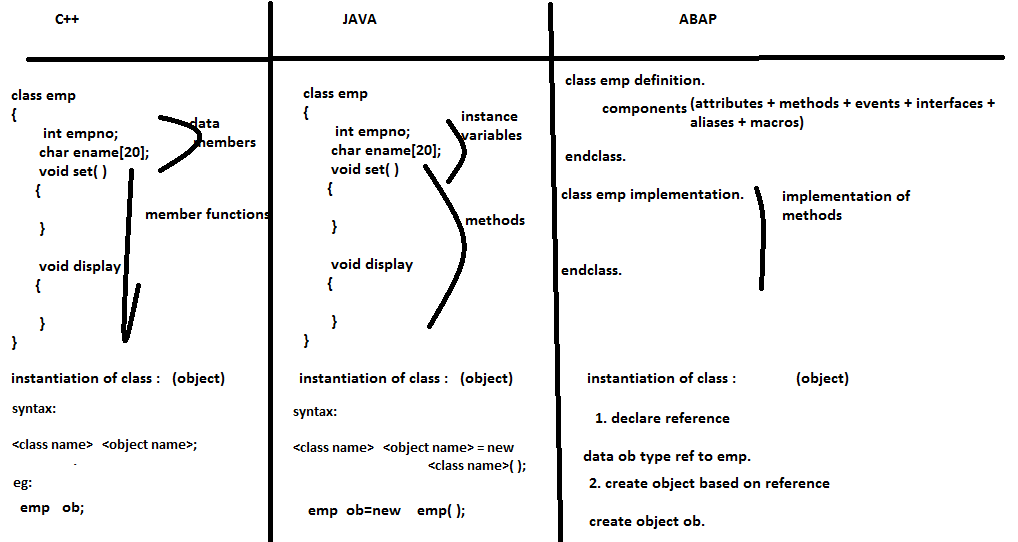 C++
JAVA
ABAP
class emp
{
int empno;
char ename[20];
void set( )
{
}
void display
{
}
}
data
members
member functions
instantiation of class : (object)
syntax:
<class name> <object name>;
eg:
emp ob;
class emp
{
int empno;
char ename[20];
void set( )
{
}
void display
{
}
}
instance
variables
methods
instantiation of class : (object)
syntax:
<class name> <object name> = new
<class name>( );
emp ob=new emp( );
class emp definition.
components (attributes + methods + events + interfaces +
aliases + macros)
endclass.
class emp implementation.
implementation of
methods
endclass.
instantiation of class : (object)
1. declare reference
data ob type ref to emp.
2. create object based on reference
create object ob.